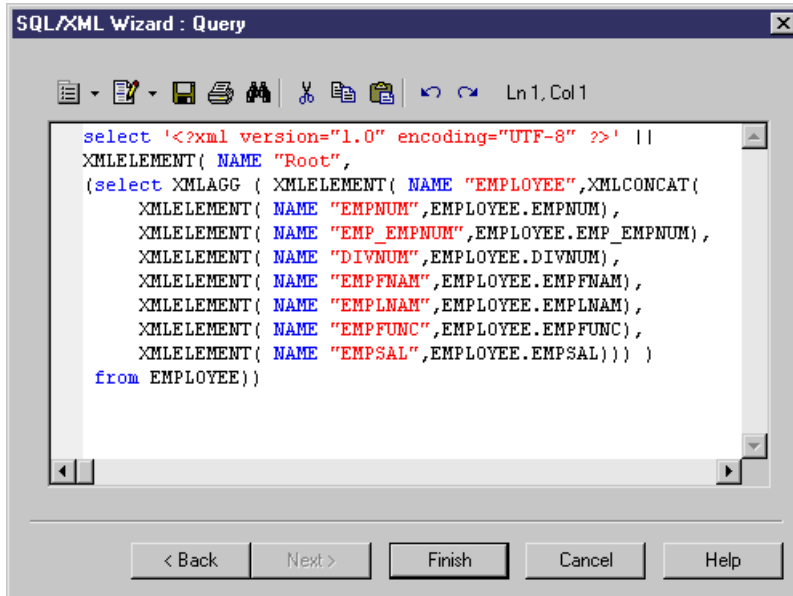 SQL/XML Wizard : Query
Ln 1, Col 1
select '<?xml version="1.0" encoding="UTF-8" ?>' ||
XMLELEMENT( NAME "Root",
(select XMLAGG ( XMLELEMENT( NAME "EMPLOYEE",XMLCONCAT(
XMLELEMENT( NAME "EMPNUM",EMPLOYEE.EMPNUM),
XMLELEMENT( NAME "EMP_EMPNUM",EMPLOYEE.EMP_EMPNUM),
XMLELEMENT( NAME "DIVNUM",EMPLOYEE.DIVNUM),
XMLELEMENT( NAME "EMPFNAM",EMPLOYEE.EMPFNAM),
XMLELEMENT( NAME "EMPLNAM",EMPLOYEE.EMPLNAM),
XMLELEMENT( NAME "EMPFUNC",EMPLOYEE.EMPFUNC),
XMLELEMENT( NAME "EMPSAL",EMPLOYEE.EMPSAL))) )
from EMPLOYEE))
< Back Next > Finish Cancel Help